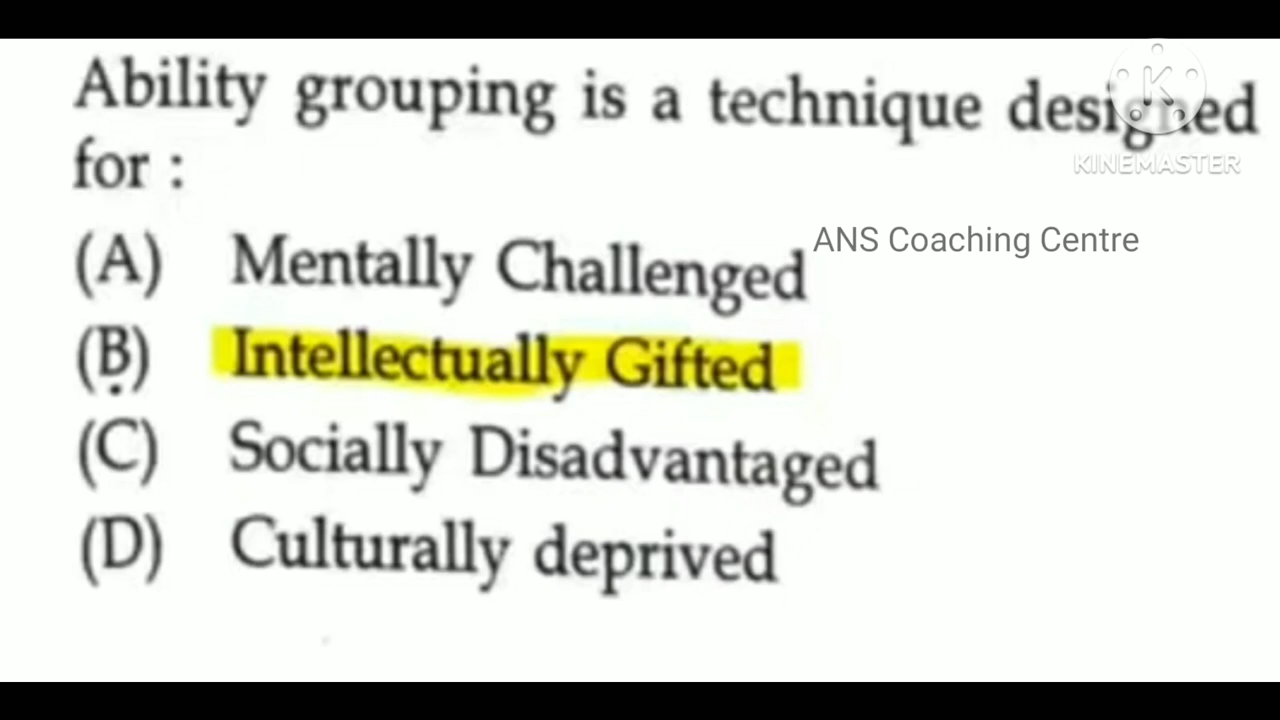 Ability grouping is a technique designed
for :
KINEMASTER
(A) Mentally Challenged
ANS Coaching Centre
(B) Intellectually Gifted
(C) Socially Disadvantaged
(D) Culturally deprived